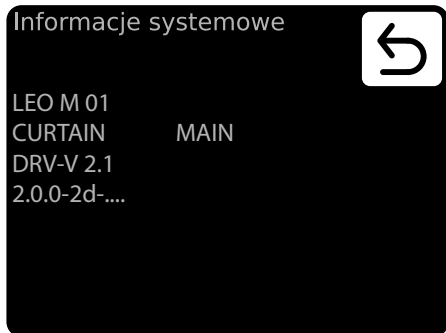 Informacje systemowe
LEO M 01
CURTAIN MAIN
DRV-V 2.1
2.0.0-2d-....